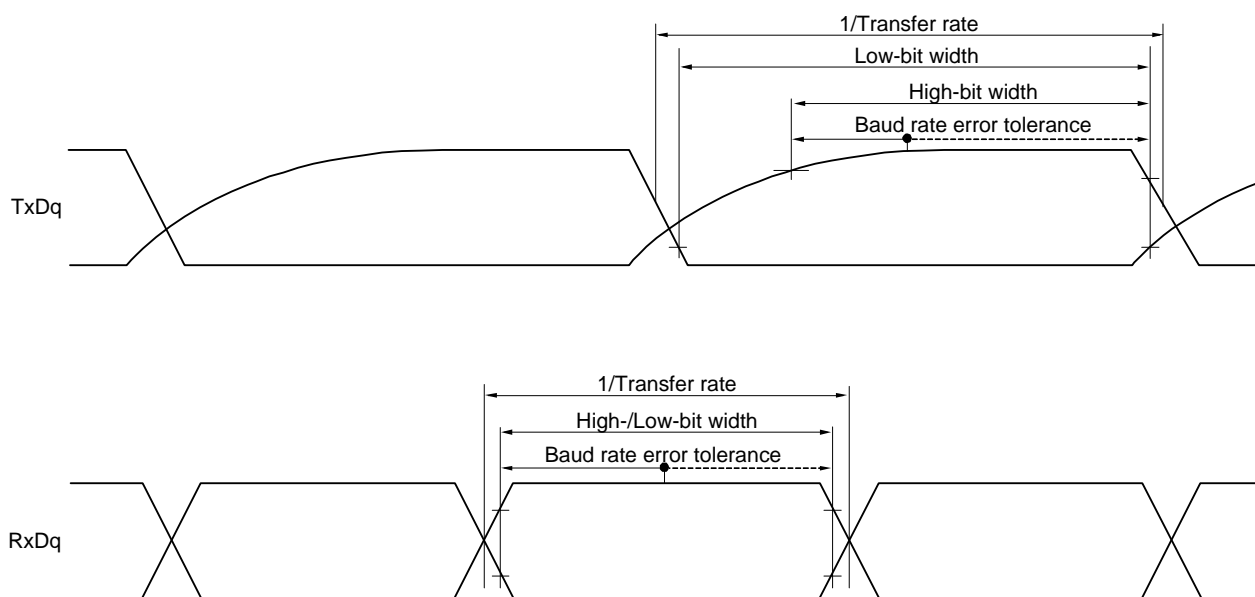 1/Transfer rate
Low-bit width
High-bit width
Baud rate error tolerance
TxDq
1/Transfer rate
High-/Low-bit width
Baud rate error tolerance
RxDq